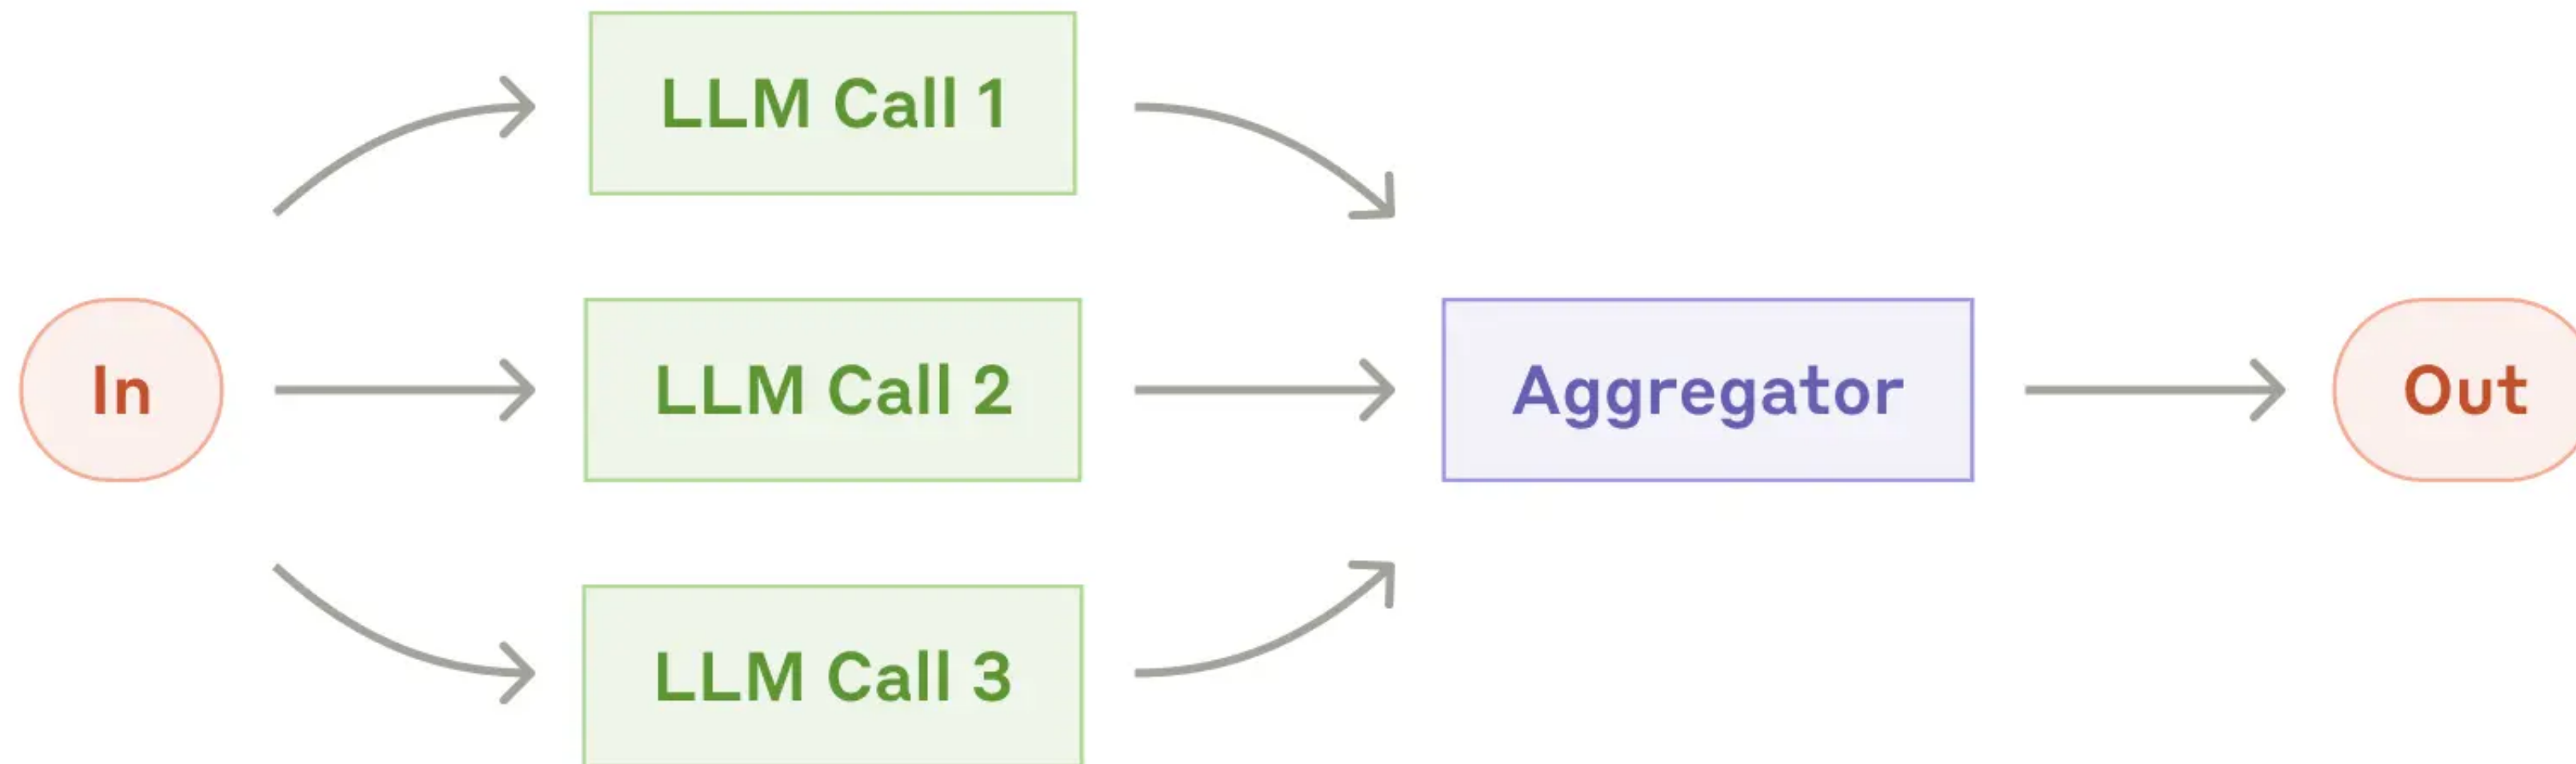 LLM Call 1
In
LLM Call 2
Aggregator
Out
LLM Call 3